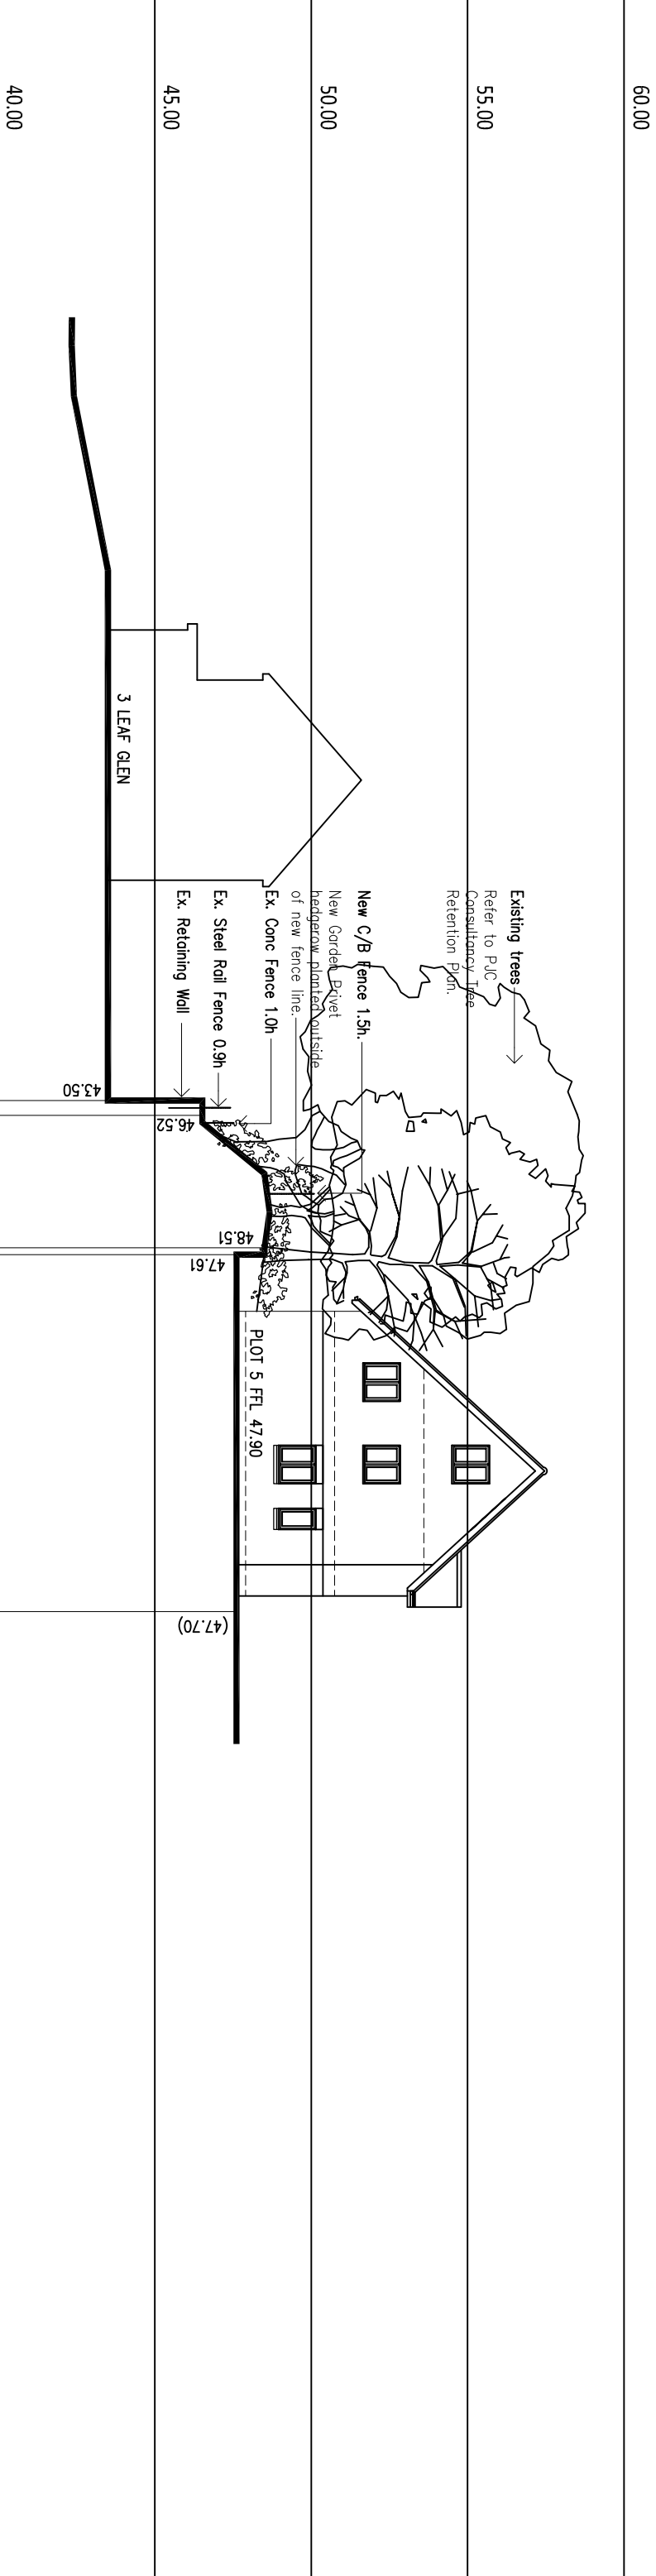 60.00
55.00
50.00
45.00
40.00
Existing trees
Refer to PJC
Consultancy Tree
Retention Plan.
New C/B Fence 1.5h.
New Garden Privet
hedgerow planted outside
of new fence line.
Ex. Conc Fence 1.0h
Ex. Steel Rail Fence 0.9h
Ex. Retaining Wall
3 LEAF GLEN
PLOT 5 FFL 47.90
43.50
46.52
48.51
47.61
(47.70)